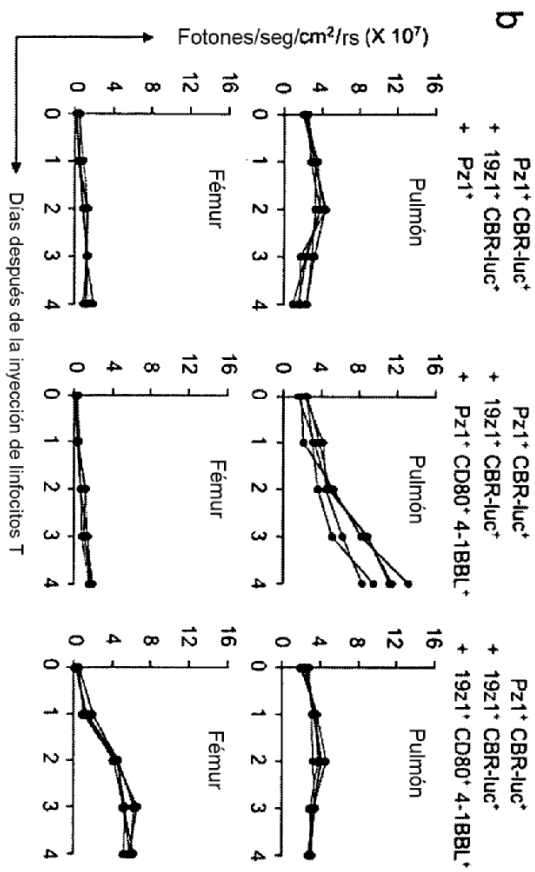 b
Fotones/seg/cm²/rs (X 10⁷)
Pz1⁺ CBR-luc⁺
+ 19z1⁺ CBR-luc⁺
+ Pz1⁺
Pz1⁺ CBR-luc⁺
+ 19z1⁺ CBR-luc⁺
+ Pz1⁺ CD80⁺ 4-1BBL⁺
Pz1⁺ CBR-luc⁺
+ 19z1⁺ CBR-luc⁺
+ 19z1⁺ CD80⁺ 4-1BBL⁺
Pulmón
16
12
8
4
0
0 1 2 3 4
Pulmón
16
12
8
4
0
0 1 2 3 4
Pulmón
16
12
8
4
0
0 1 2 3 4
Fémur
16
12
8
4
0
0 1 2 3 4
Fémur
16
12
8
4
0
0 1 2 3 4
Fémur
16
12
8
4
0
0 1 2 3 4
Días después de la inyección de linfocitos T